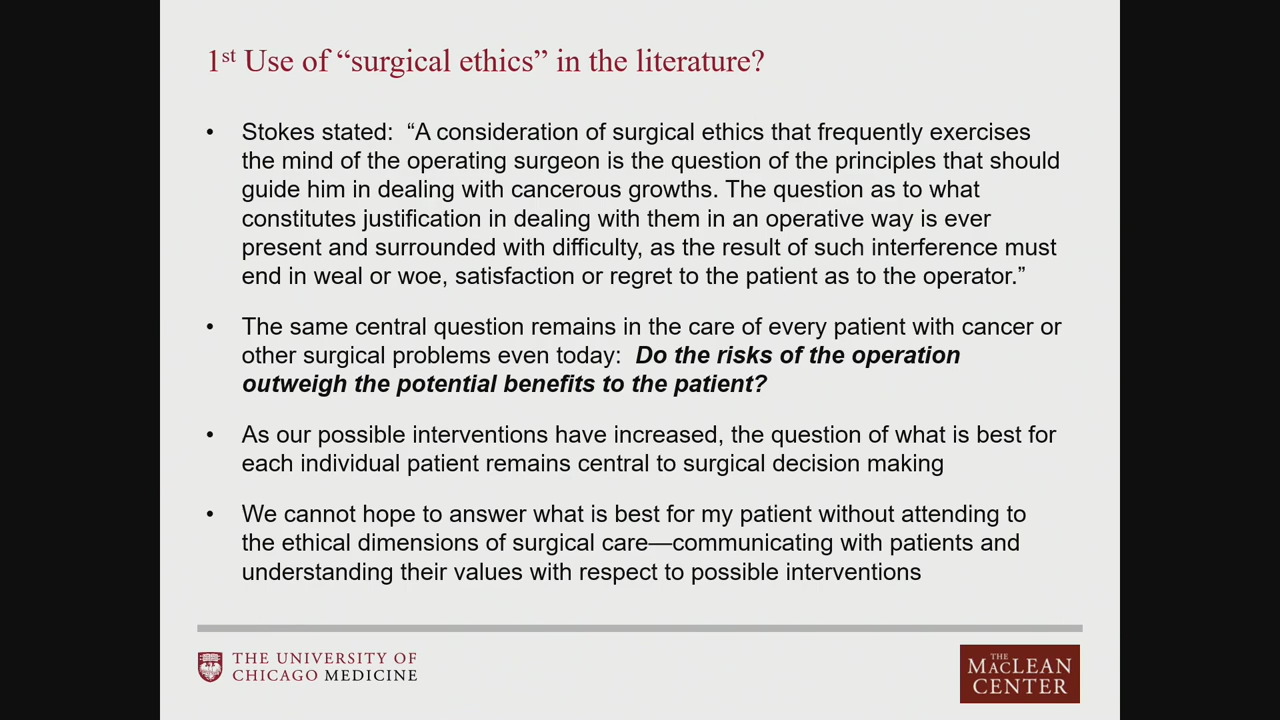 1st Use of “surgical ethics” in the literature?
• Stokes stated:  “A consideration of surgical ethics that frequently exercises
the mind of the operating surgeon is the question of the principles that should
guide him in dealing with cancerous growths. The question as to what
constitutes justification in dealing with them in an operative way is ever
present and surrounded with difficulty, as the result of such interference must
end in weal or woe, satisfaction or regret to the patient as to the operator.”
• The same central question remains in the care of every patient with cancer or
other surgical problems even today:  Do the risks of the operation
outweigh the potential benefits to the patient?
• As our possible interventions have increased, the question of what is best for
each individual patient remains central to surgical decision making
• We cannot hope to answer what is best for my patient without attending to
the ethical dimensions of surgical care—communicating with patients and
understanding their values with respect to possible interventions
THE UNIVERSITY OF
CHICAGO MEDICINE
THE
MACLEAN
CENTER